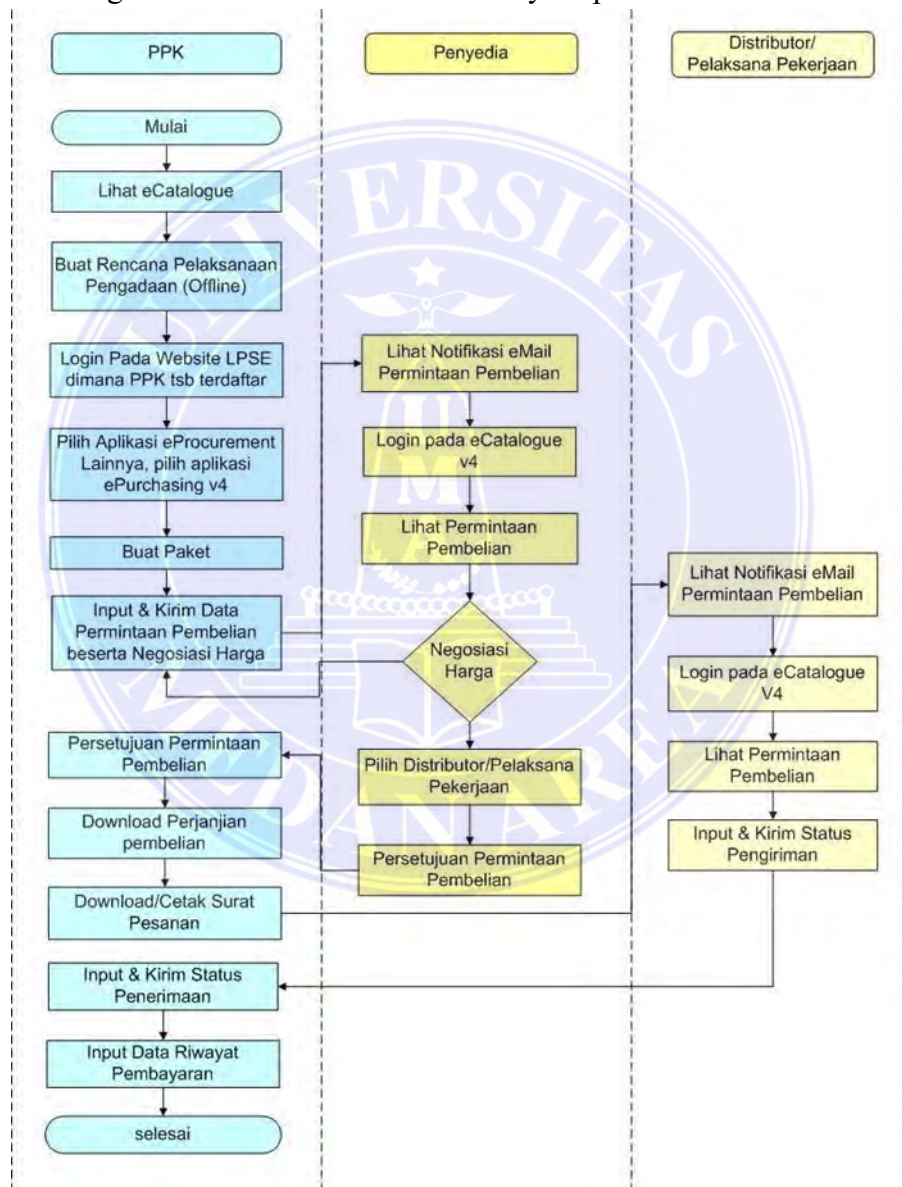 PPK
Penyedia
Distributor/
Pelaksana Pekerjaan
Mulai
Lihat eCatalogue
Buat Rencana Pelaksanaan
Pengadaan (Offline)
Login Pada Website LPSE
dimana PPK tsb terdaftar
Pilih Aplikasi eProcurement
Lainnya, pilih aplikasi
ePurchasing v4
Buat Paket
Input & Kirim Data
Permintaan Pembelian
beserta Negosiasi Harga
Lihat Notifikasi eMail
Permintaan Pembelian
Login pada eCatalogue
v4
Lihat Permintaan
Pembelian
Negosiasi
Harga
Pilih Distributor/Pelaksana
Pekerjaan
Persetujuan Permintaan
Pembelian
Persetujuan Permintaan
Pembelian
Download Perjanjian
pembelian
Download/Cetak Surat
Pesanan
Lihat Notifikasi eMail
Permintaan Pembelian
Login pada eCatalogue
V4
Lihat Permintaan
Pembelian
Input & Kirim Status
Pengiriman
Input & Kirim Status
Penerimaan
Input Data Riwayat
Pembayaran
selesai
UNIVERSITAS
MEDAN AREA